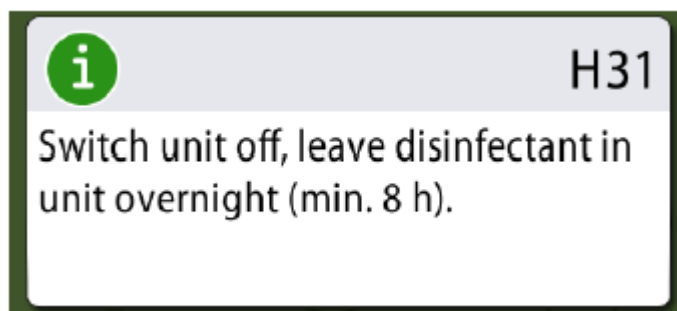 H31
Switch unit off, leave disinfectant in
unit overnight (min. 8 h).